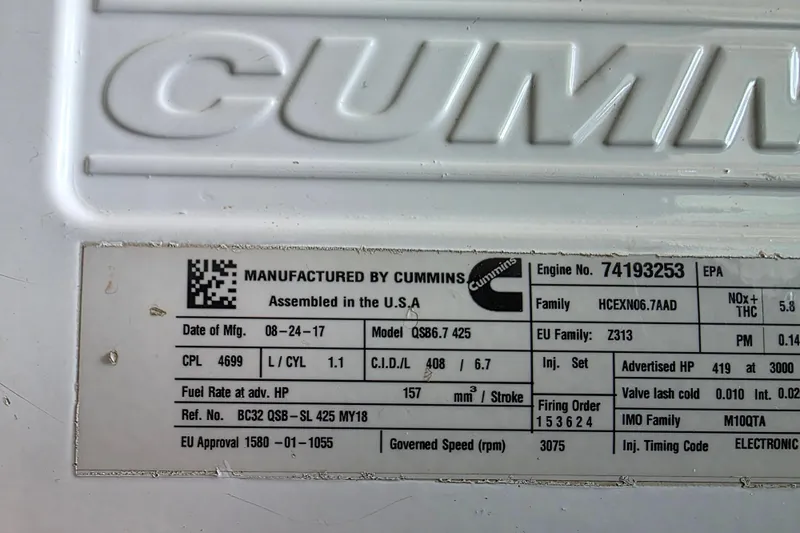 CUMMIN
MANUFACTURED BY CUMMINS
Assembled in the U.S.A
Cummins
Engine No. 74193253 EPA
Family HCEXN06.7AAD NOx+ THC 5.8
Date of Mfg. 08-24-17 Model QSB6.7 425 EU Family: Z313 PM 0.14
CPL 4699 L / CYL 1.1 C.I.D./L 408 / 6.7 Inj. Set Advertised HP 419 at 3000
Fuel Rate at adv. HP 157 mm³ / Stroke Valve lash cold 0.010 Int. 0.02
Ref. No. BC32 QSB-SL 425 MY18 Firing Order 153624 IMO Family M10QTA
EU Approval 1580 -01-1055 Governed Speed (rpm) 3075 Inj. Timing Code ELECTRONIC